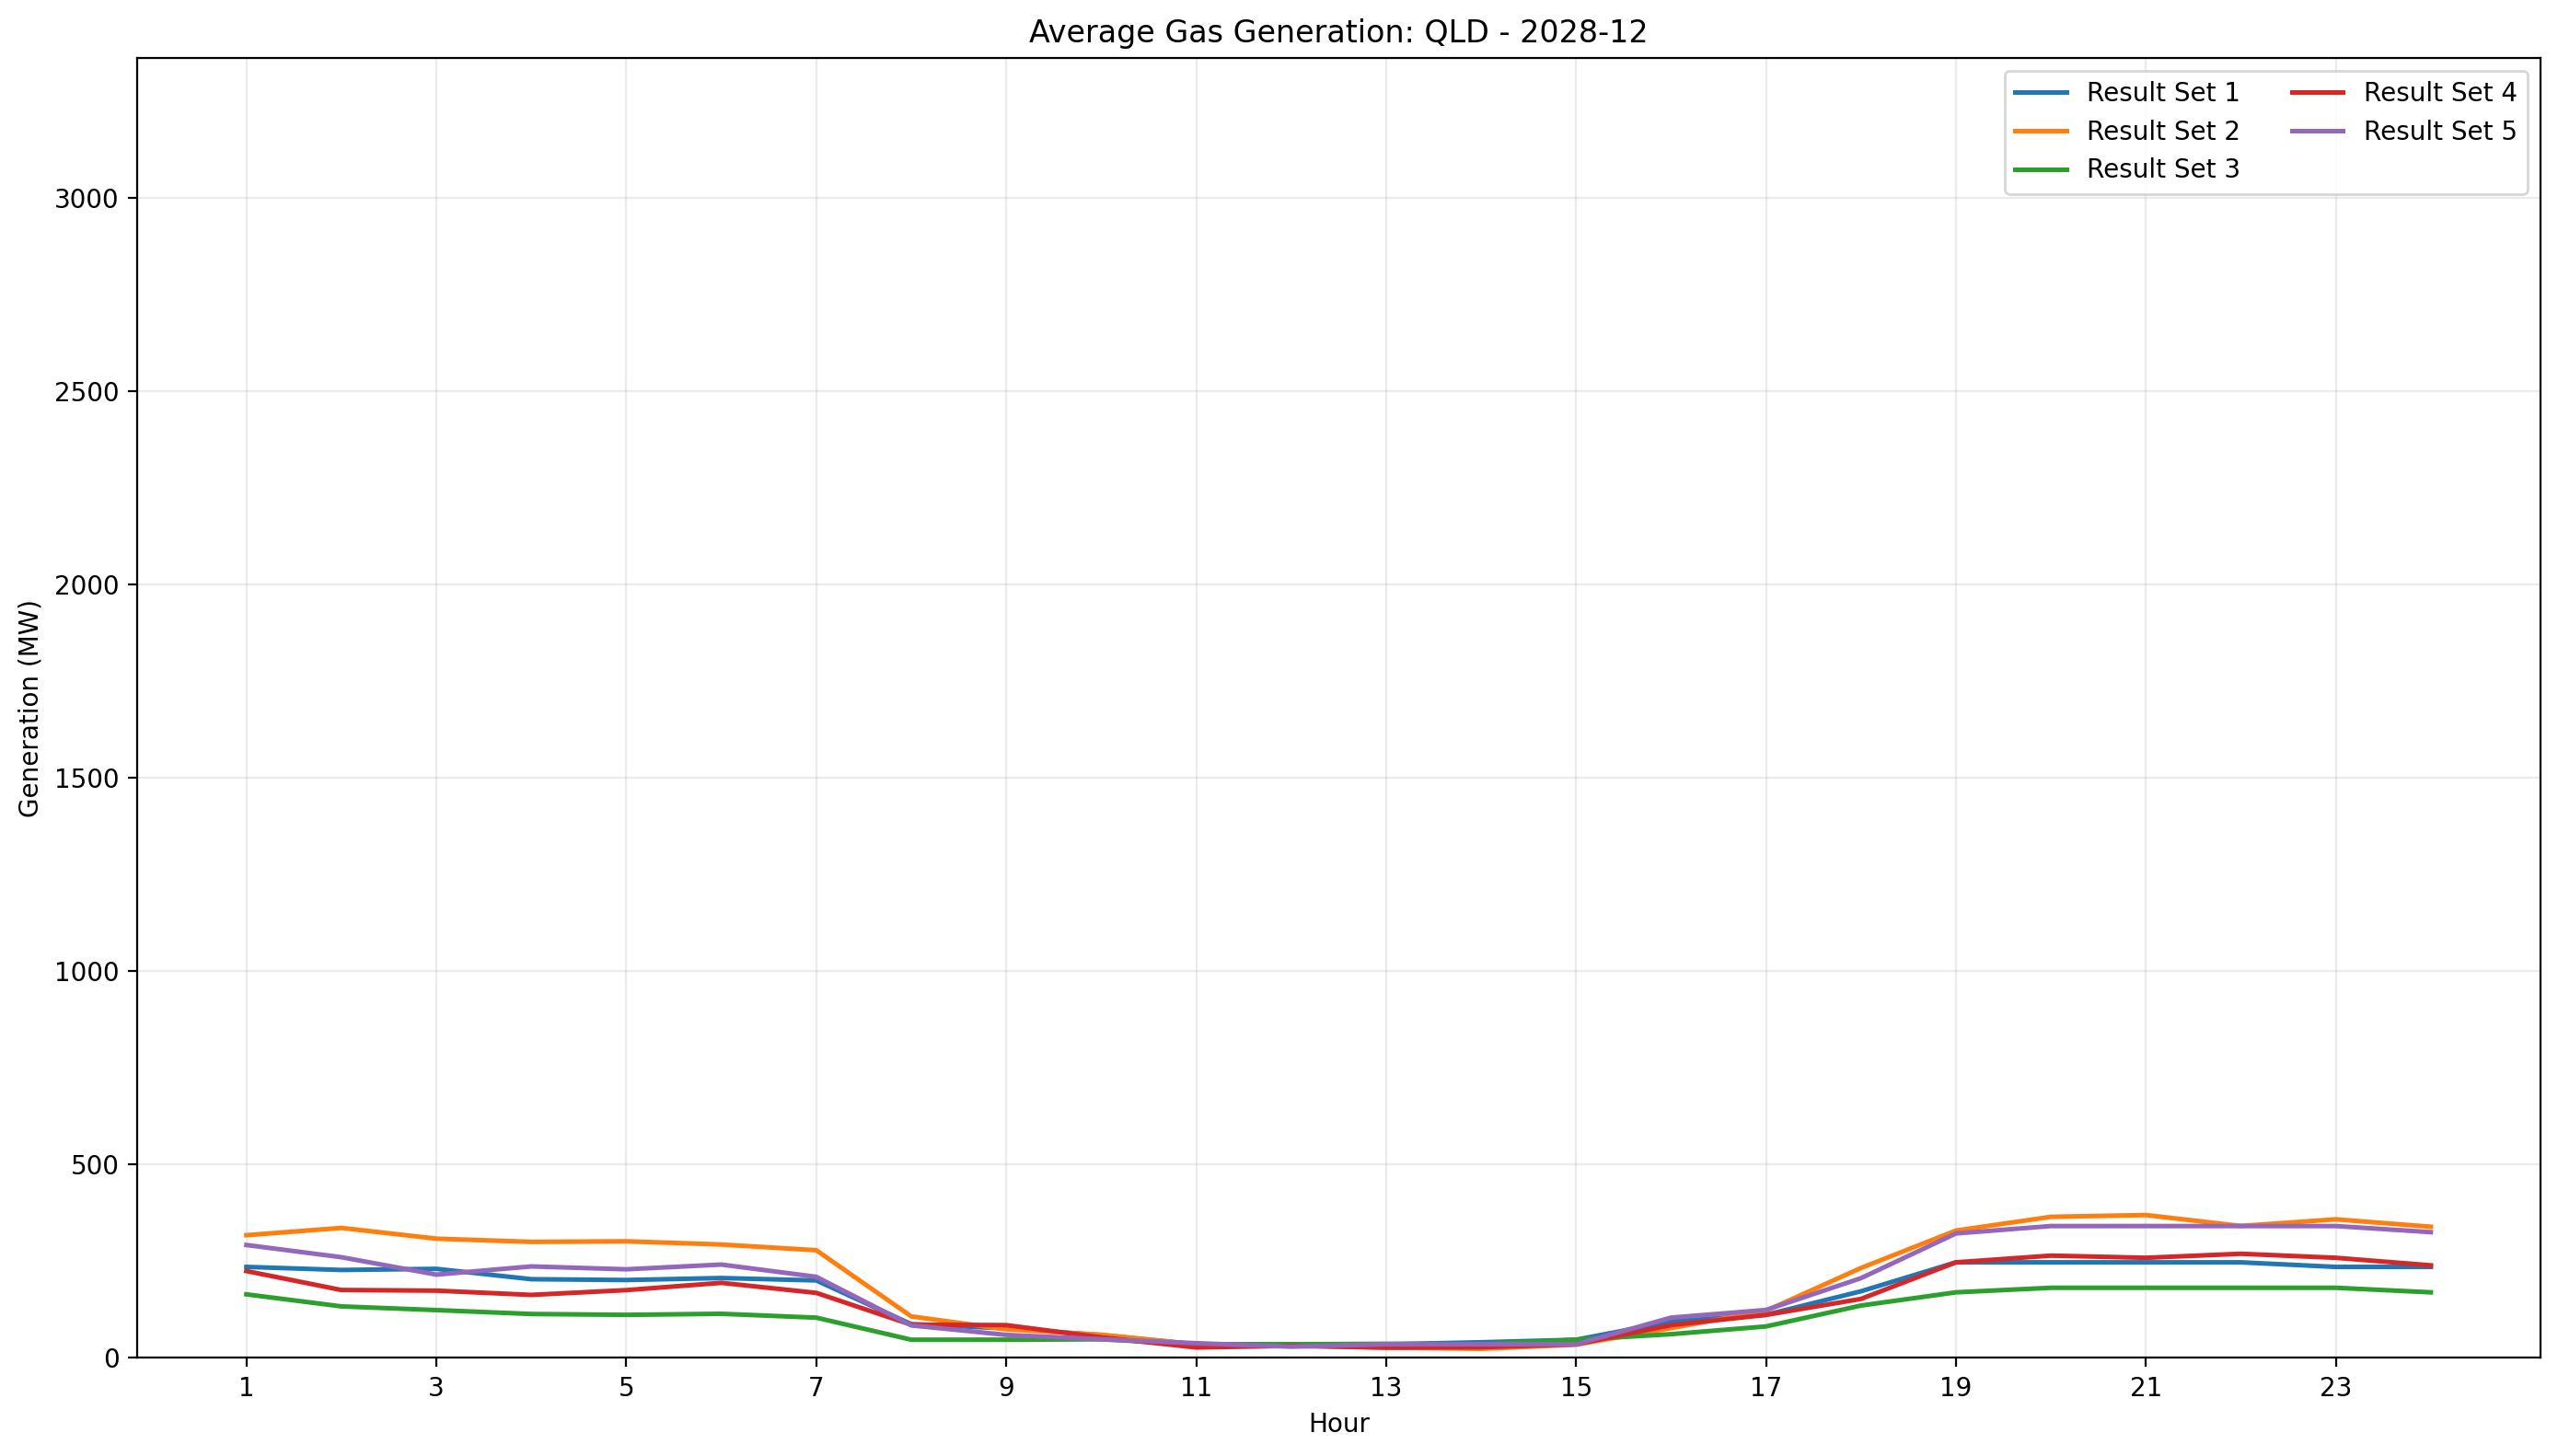 Average Gas Generation: QLD - 2028-12
Result Set 1
Result Set 2
Result Set 3
Result Set 4
Result Set 5
Generation (MW)
3000
2500
2000
1500
1000
500
0
1 3 5 7 9 11 13 15 17 19 21 23
Hour